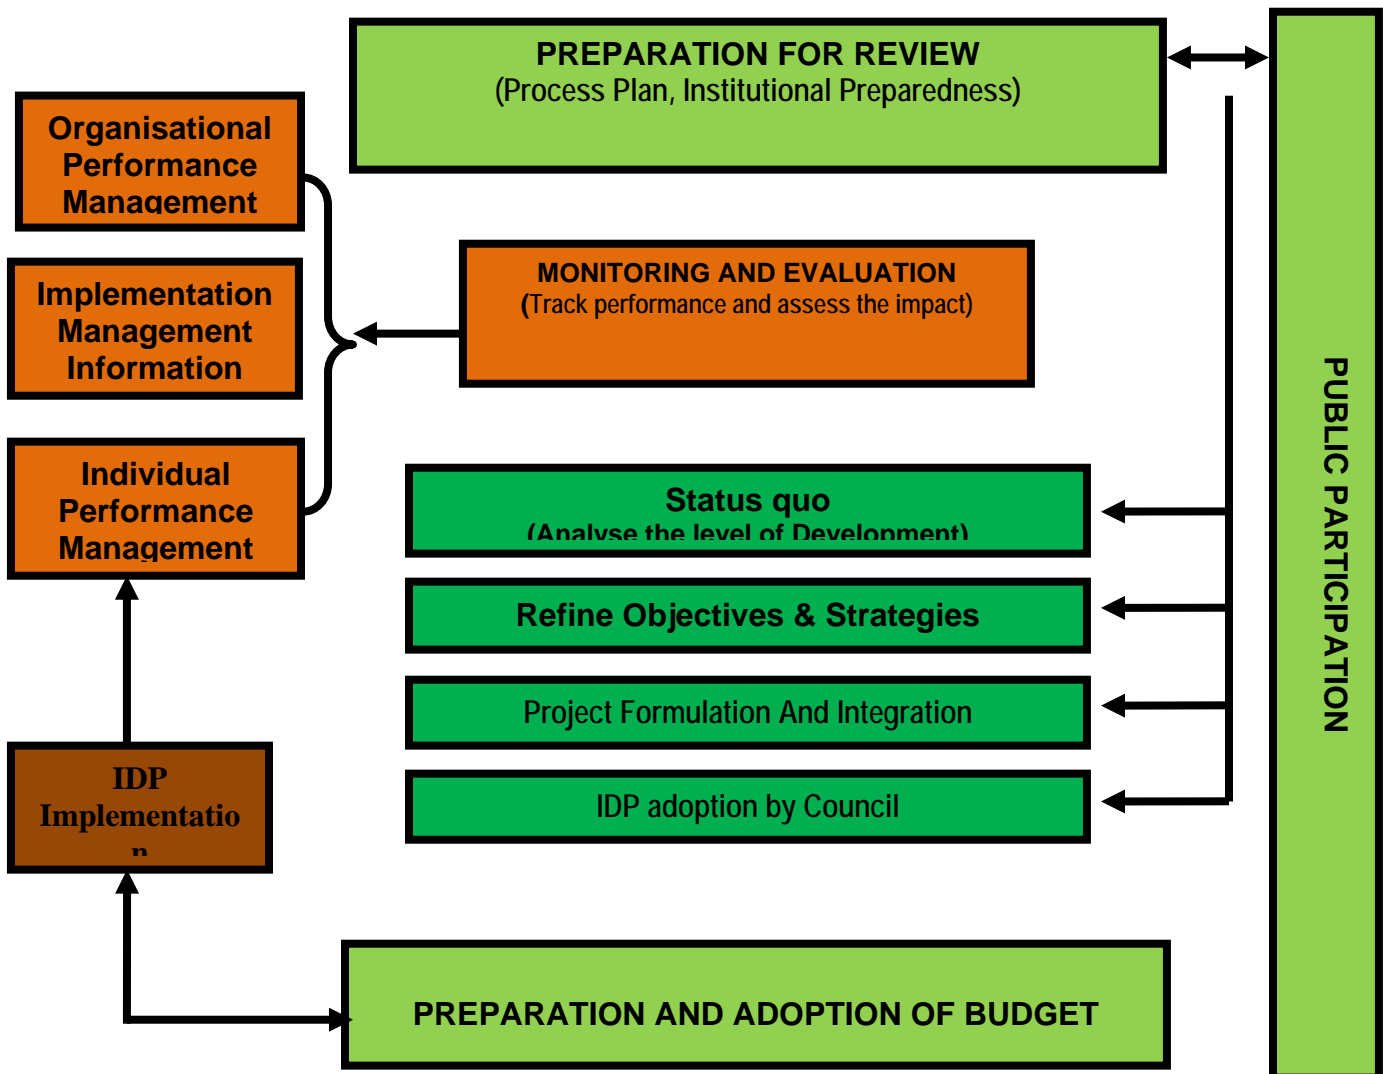 PREPARATION FOR REVIEW
(Process Plan, Institutional Preparedness)
Organisational
Performance
Management
MONITORING AND EVALUATION
(Track performance and assess the impact)
Implementation
Management
Information
Individual
Performance
Management
Status quo
(Analyse the level of Development)
Refine Objectives & Strategies
Project Formulation And Integration
IDP adoption by Council
IDP
Implementatio
n
PREPARATION AND ADOPTION OF BUDGET
PUBLIC PARTICIPATION